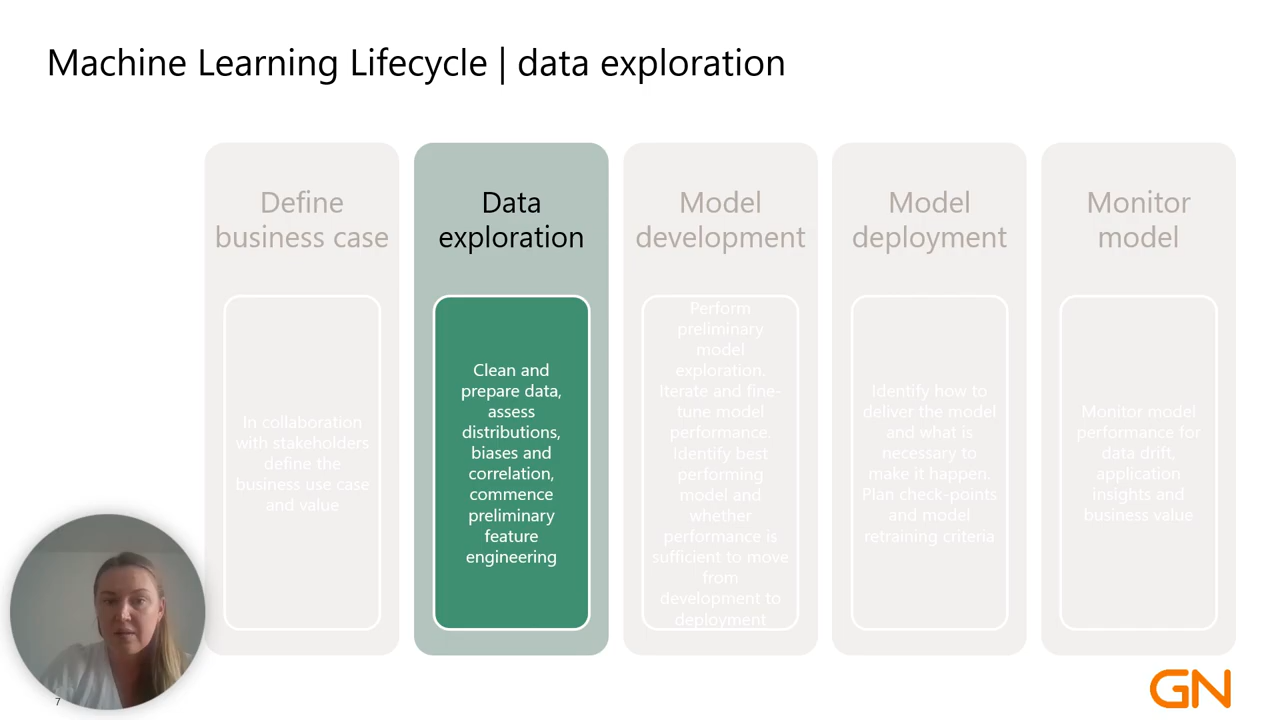 Machine Learning Lifecycle | data exploration
Define
business case
In collaboration
with stakeholders
define the
business use case
and value
Data
exploration
Clean and
prepare data,
assess
distributions,
biases and
correlation,
commence
preliminary
feature
engineering
Model
development
Perform
preliminary
model
exploration.
Iterate and fine-
tune model
performance.
Identify best
performing
model and
whether
performance is
sufficient to move
from
development to
deployment
Model
deployment
Identify how to
deliver the model
and what is
necessary to
make it happen.
Plan check-points
and model
retraining criteria
Monitor
model
Monitor model
performance for
data drift,
application
insights and
business value
7
GN